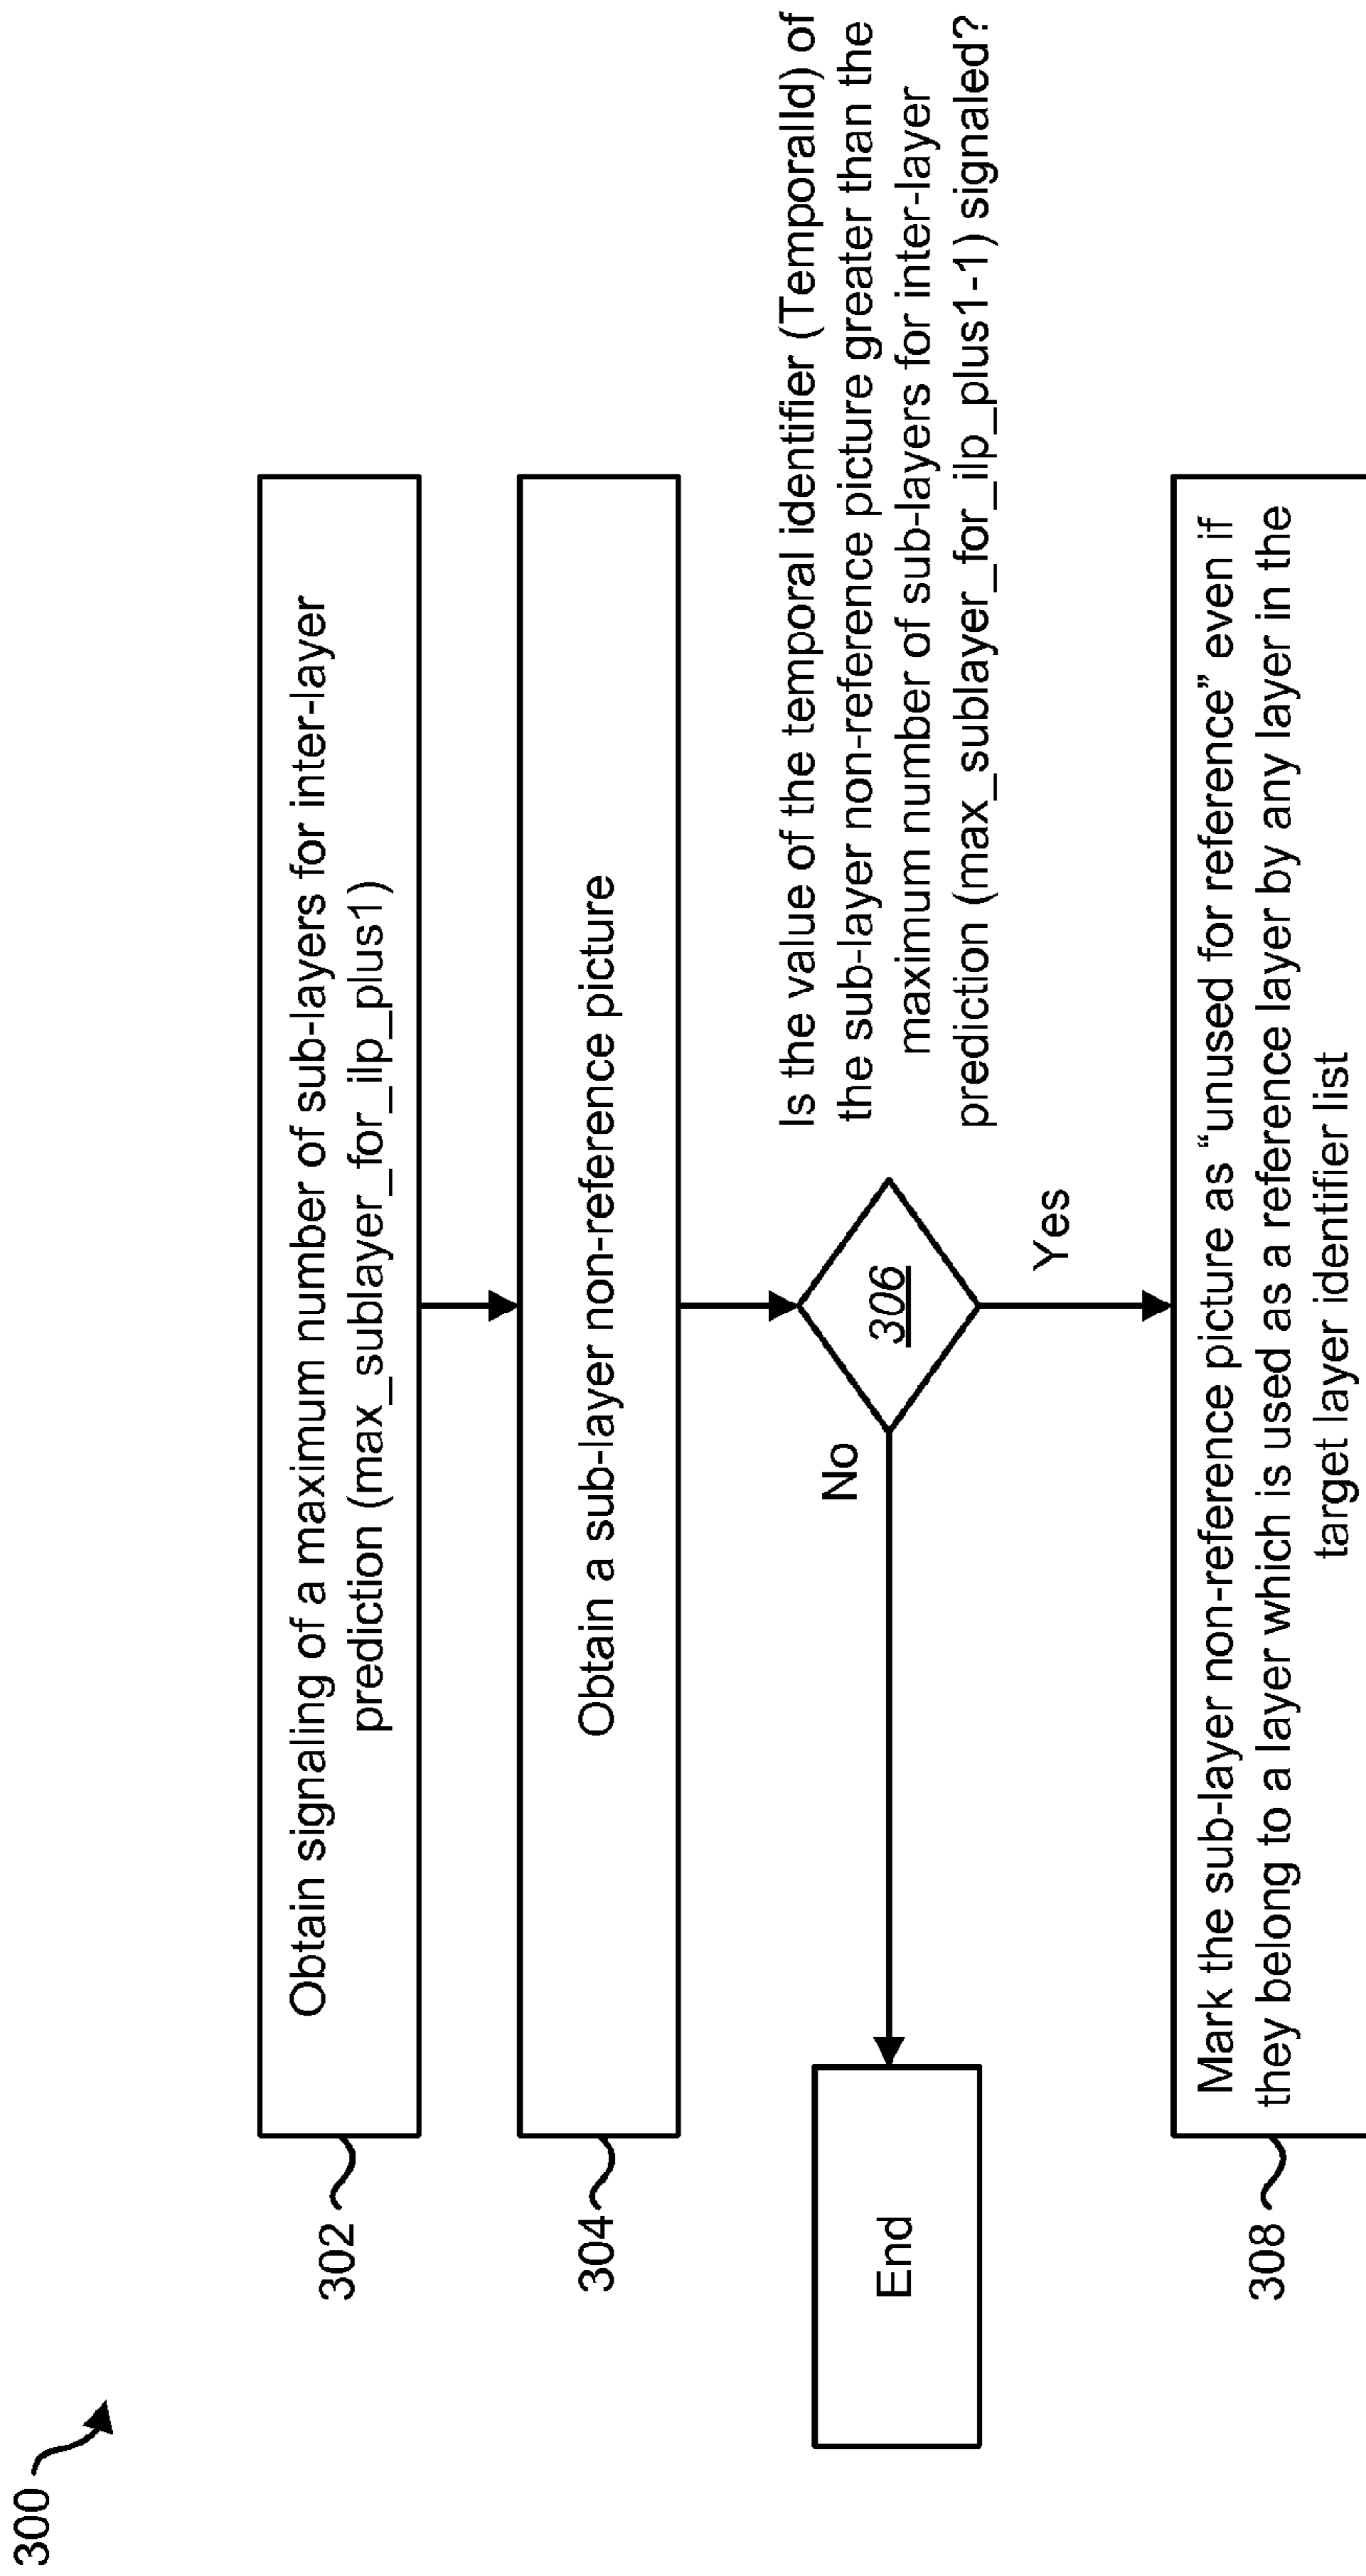 300
302
Obtain signaling of a maximum number of sub-layers for inter-layer
prediction (max_sublayer_for_ilp_plus1)
304
Obtain a sub-layer non-reference picture
306
Is the value of the temporal identifier (TemporalId) of
the sub-layer non-reference picture greater than the
maximum number of sub-layers for inter-layer
prediction (max_sublayer_for_ilp_plus1-1) signaled?
No
End
Yes
308
Mark the sub-layer non-reference picture as “unused for reference” even if
they belong to a layer which is used as a reference layer by any layer in the
target layer identifier list